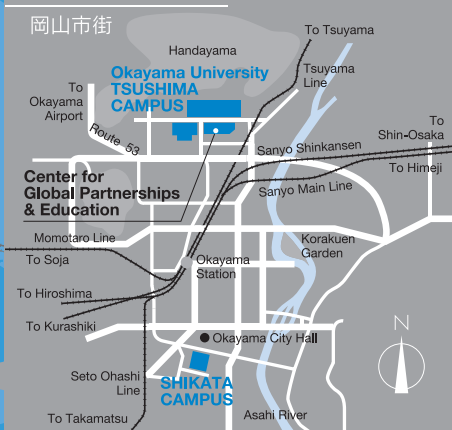 岡山市街
To Tsuyama
Handayama
Okayama University
TSUSHIMA
CAMPUS
Tsuyama
Line
To
Okayama
Airport
Route 53
To
Shin-Osaka
Sanyo Shinkansen
To Himeji
Center for
Global Partnerships
& Education
Sanyo Main Line
Momotaro Line
To Soja
Korakuen
Garden
Okayama
Station
To Hiroshima
To Kurashiki
N
Okayama City Hall
Seto Ohashi
Line
SHIKATA
CAMPUS
To Takamatsu
Asahi River